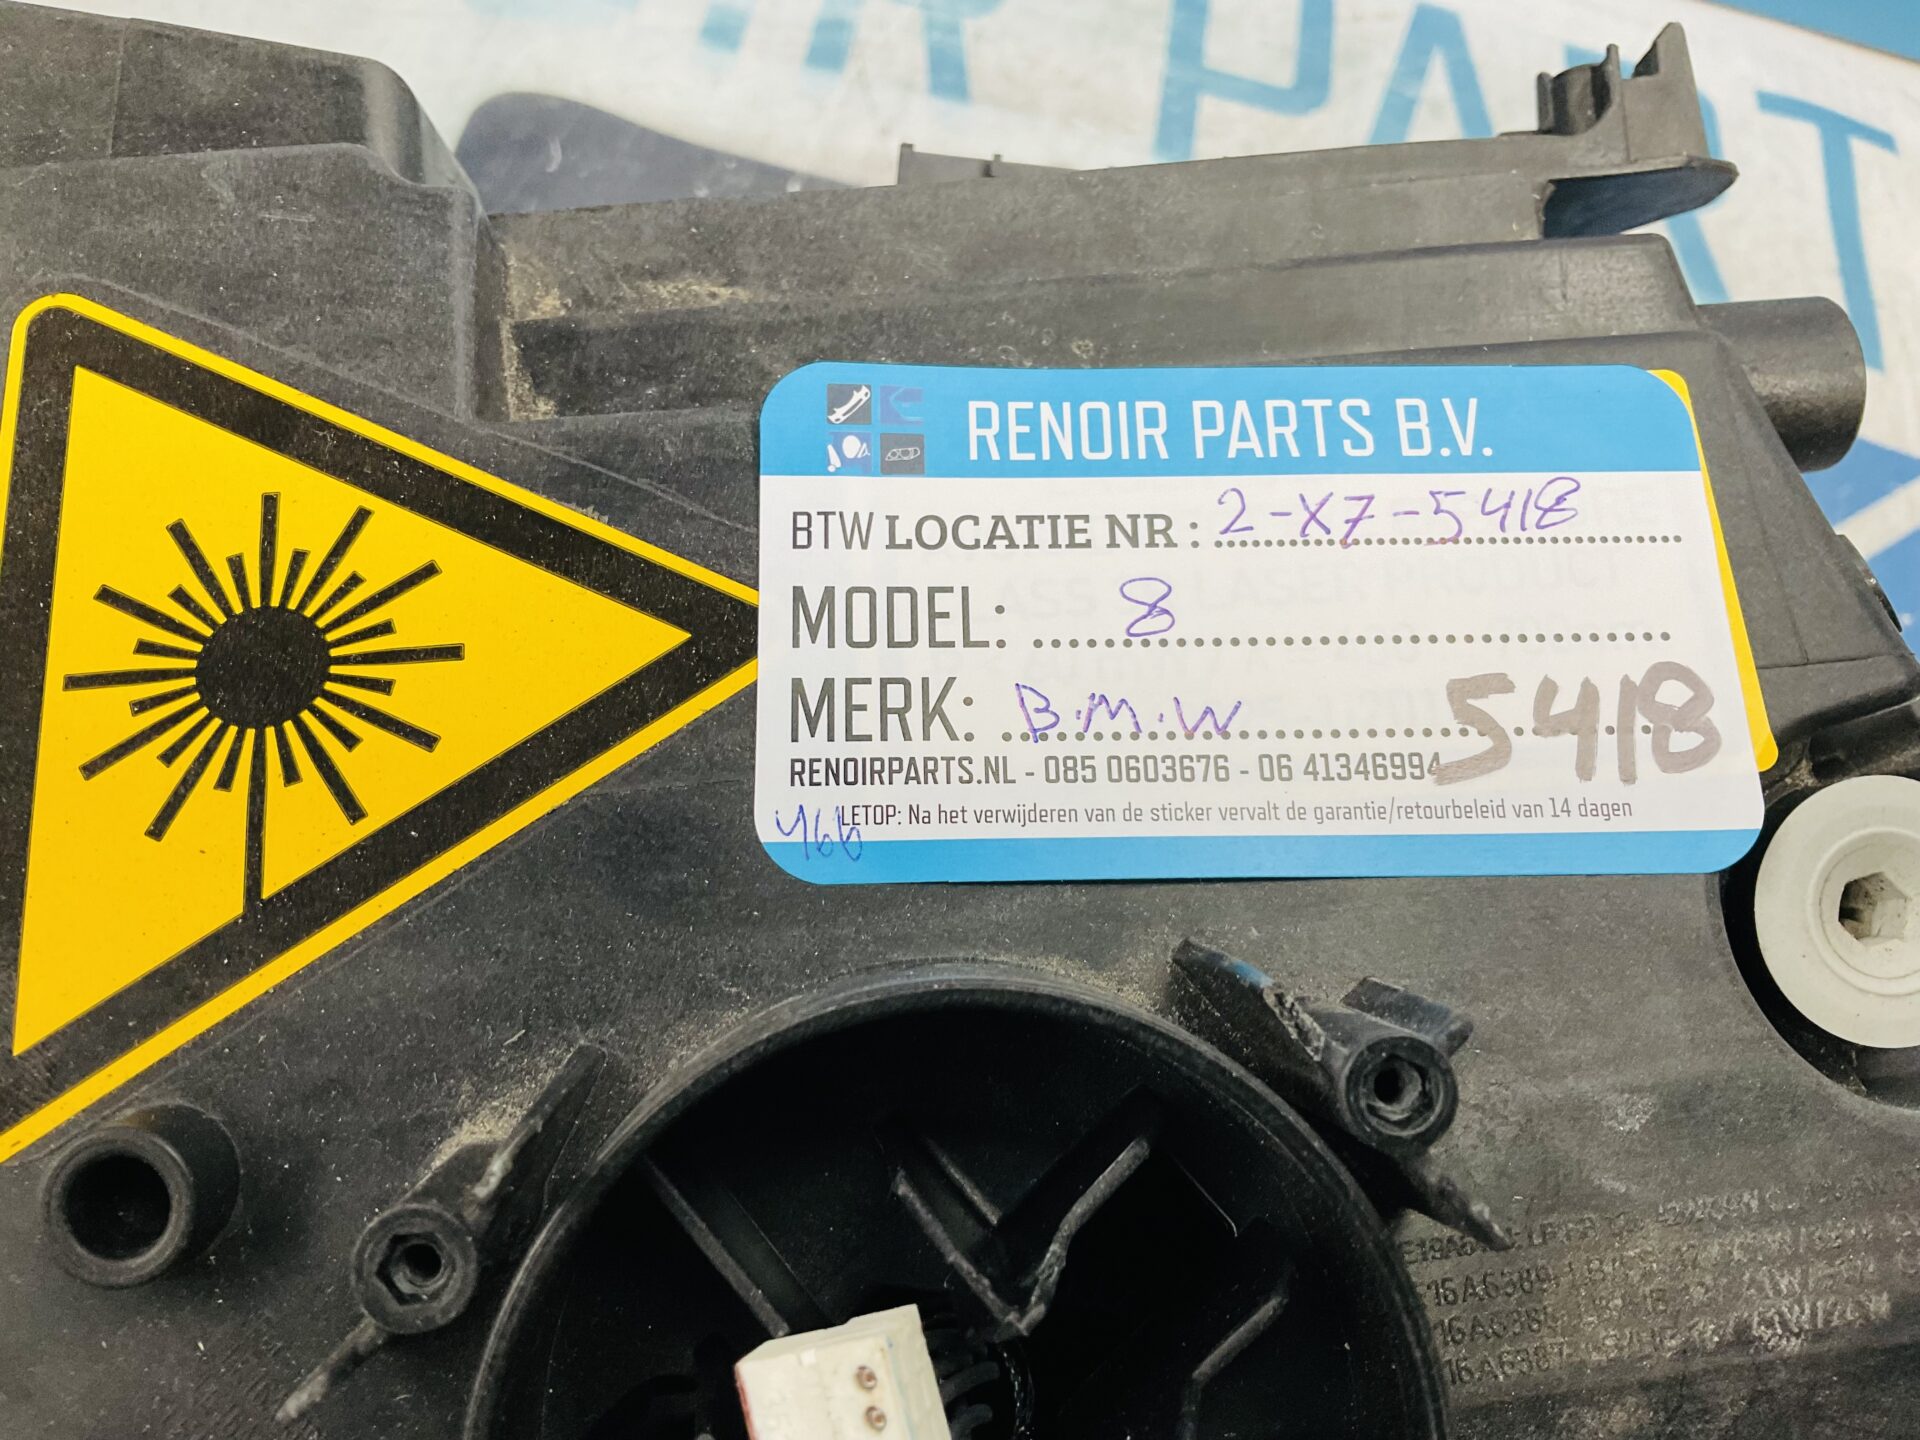 PART
RENOIR PARTS B.V.
BTW LOCATIE NR : 2-X7-5418
MODEL: 8
MERK: B.M.W
5418
RENOIRPARTS.NL - 085 0603676 - 06 41346994
LETOP: Na het verwijderen van de sticker vervalt de garantie/retourbeleid van 14 dagen